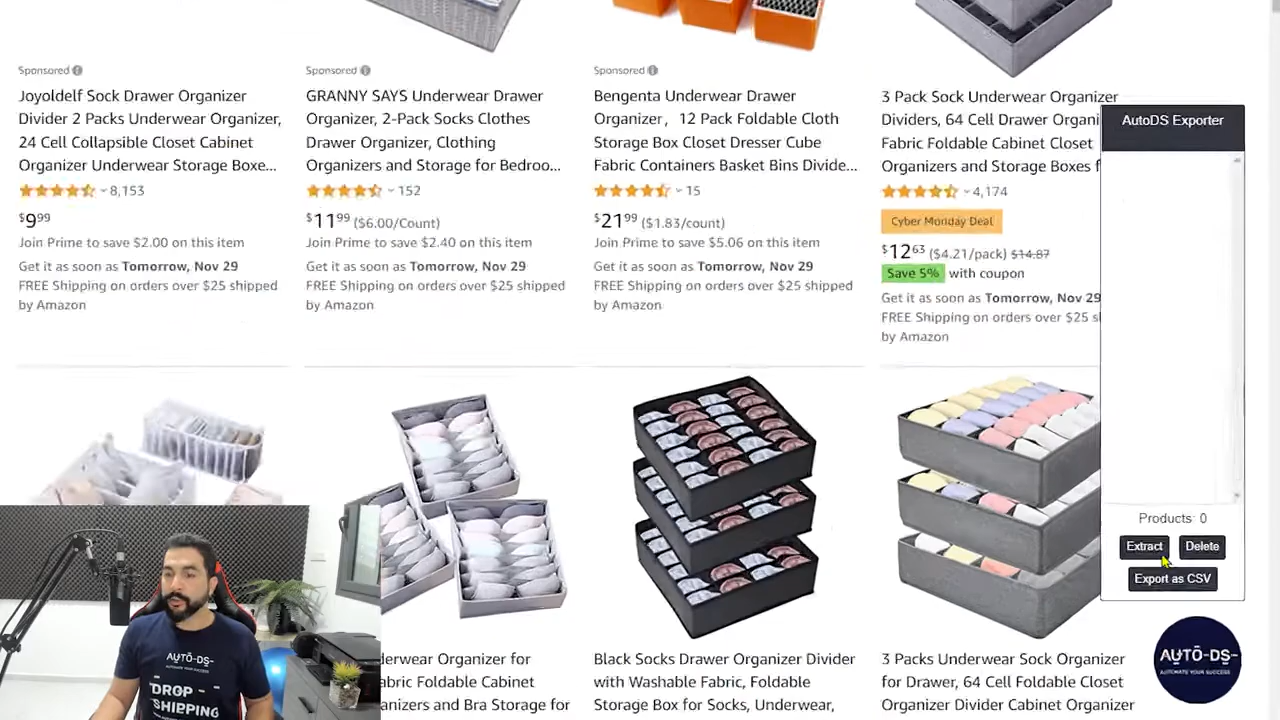 Sponsored
Joyoldelf Sock Drawer Organizer
Divider 2 Packs Underwear Organizer,
24 Cell Collapsible Closet Cabinet
Organizer Underwear Storage Boxe...
8,153
$9.99
Join Prime to save $2.00 on this item
Get it as soon as Tomorrow, Nov 29
FREE Shipping on orders over $25 shipped
by Amazon
Sponsored
GRANNY SAYS Underwear Drawer
Organizer, 2-Pack Socks Clothes
Drawer Organizer, Clothing
Organizers and Storage for Bedroo...
152
$11.99 ($6.00/Count)
Join Prime to save $2.40 on this item
Get it as soon as Tomorrow, Nov 29
FREE Shipping on orders over $25 shipped
by Amazon
Sponsored
Bengenta Underwear Drawer
Organizer, 12 Pack Foldable Cloth
Storage Box Closet Dresser Cube
Fabric Containers Basket Bins Divide...
15
$21.99 ($1.83/count)
Join Prime to save $5.06 on this item
Get it as soon as Tomorrow, Nov 29
FREE Shipping on orders over $25 shipped
by Amazon
3 Pack Sock Underwear Organizer
Dividers, 64 Cell Drawer Organi
Fabric Foldable Cabinet Closet
Organizers and Storage Boxes f
4,174
Cyber Monday Deal
$12.63 ($4.21/pack) $14.87
Save 5% with coupon
Get it as soon as Tomorrow, Nov 29
FREE Shipping on orders over $25 s
by Amazon
AutoDS Exporter
Products: 0
Extract
Delete
Export as CSV
derwear Organizer for
abric Foldable Cabinet
anizers and Bra Storage for
Black Socks Drawer Organizer Divider
with Washable Fabric, Foldable
Storage Box for Socks, Underwear,
3 Packs Underwear Sock Organizer
for Drawer, 64 Cell Foldable Closet
Organizer Divider Cabinet Organizer
AUTO-DS-
AUTOMATE YOUR SUCCESS
AUTO-DS-
AUTOMATE YOUR SUCCESS
DROP
SHIPPING